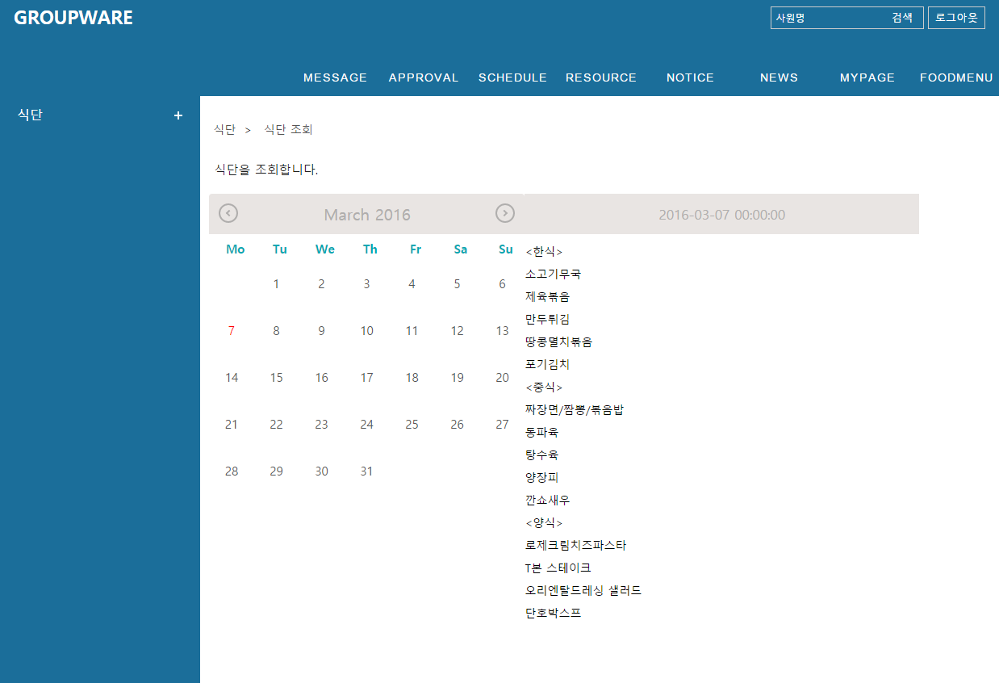 GROUPWARE
사원명 검색 로그아웃
MESSAGE APPROVAL SCHEDULE RESOURCE NOTICE NEWS MYPAGE FOODMENU
식단 +
식단 > 식단 조회
식단을 조회합니다.
March 2016
Mo Tu We Th Fr Sa Su
1 2 3 4 5 6
7 8 9 10 11 12 13
14 15 16 17 18 19 20
21 22 23 24 25 26 27
28 29 30 31
2016-03-07 00:00:00
<한식>
소고기무국
제육볶음
만두튀김
땅콩멸치볶음
포기김치
<중식>
짜장면/짬뽕/볶음밥
동파육
탕수육
양장피
깐쇼새우
<양식>
로제크림치즈파스타
T본 스테이크
오리엔탈드레싱 샐러드
단호박스프